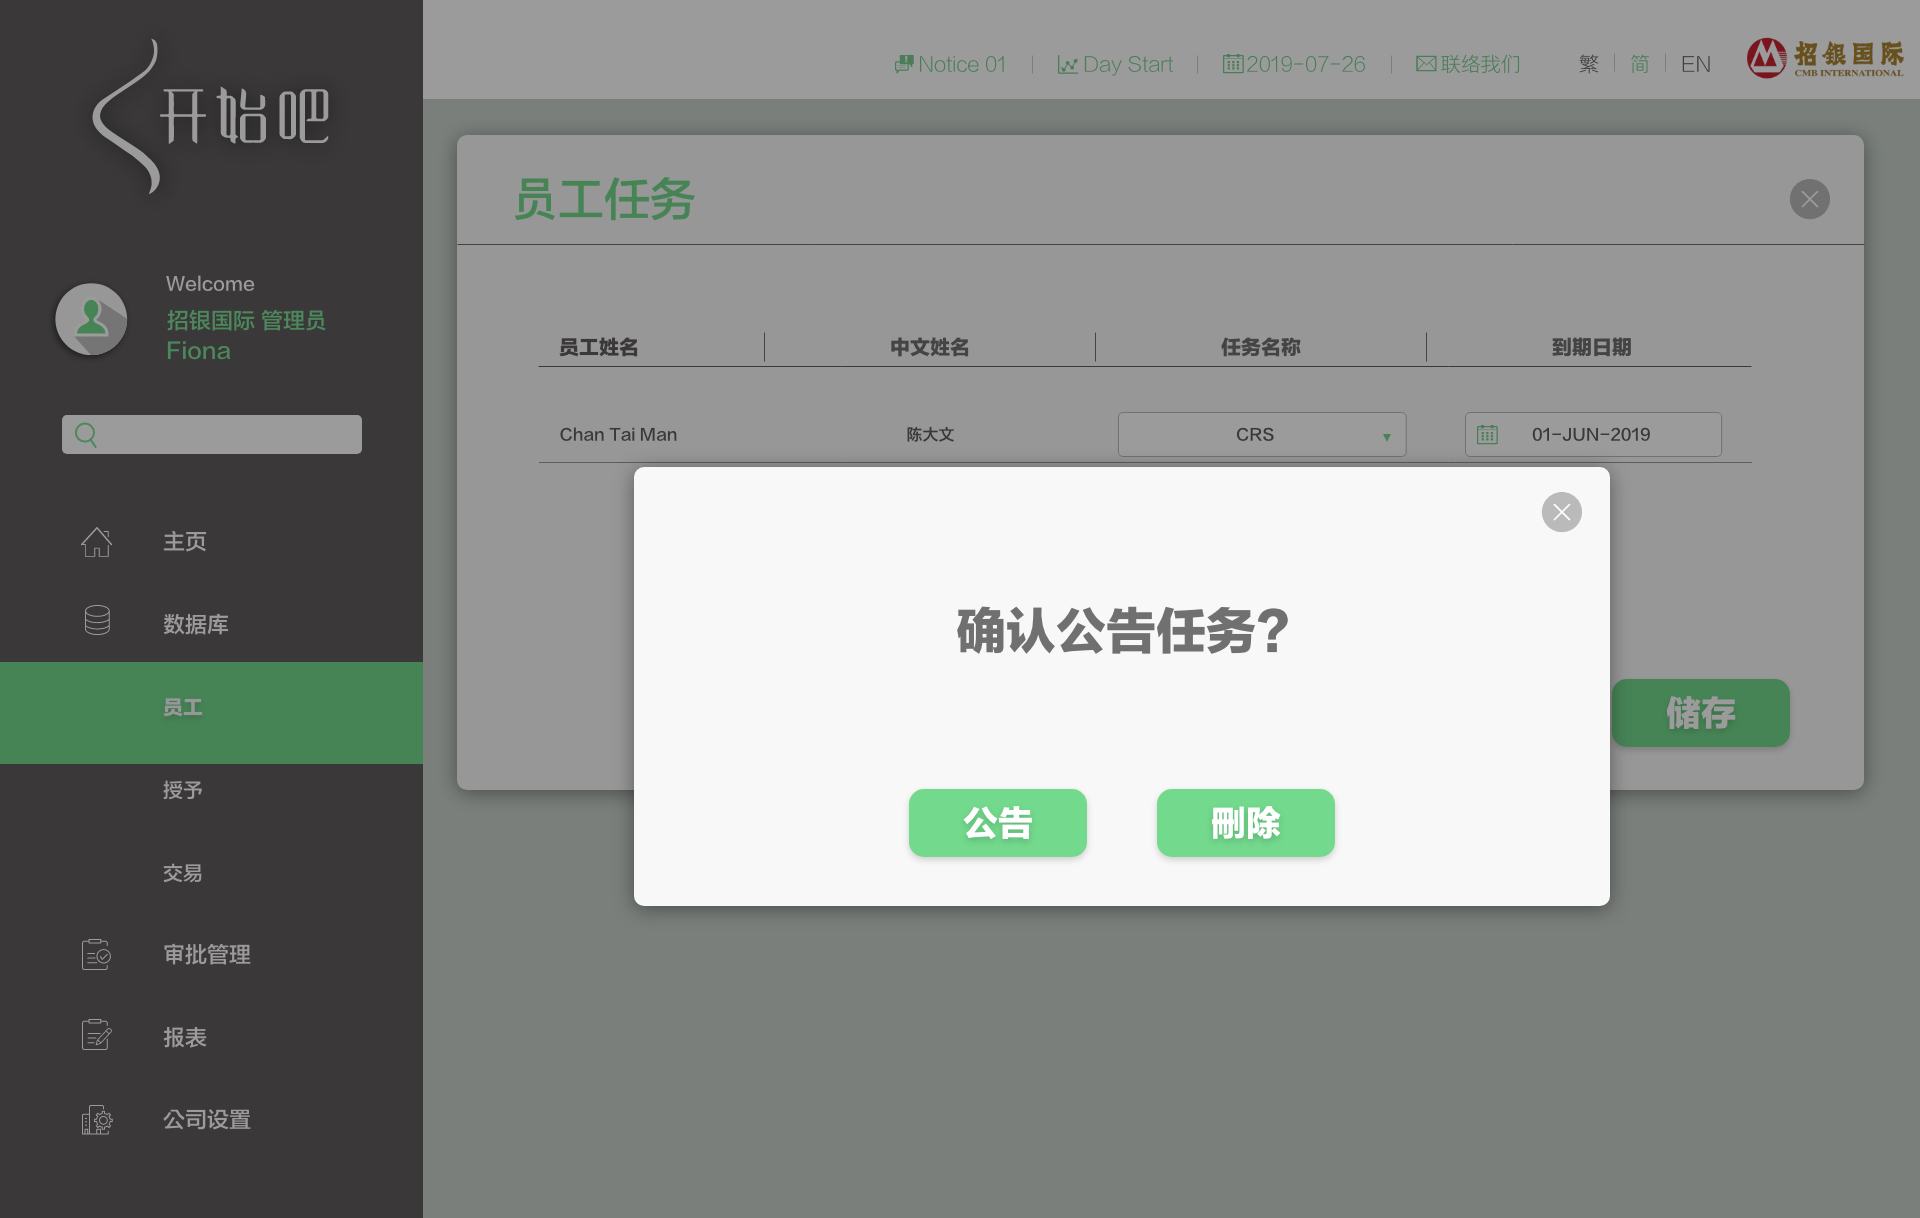 开始吧
Notice 01
Day Start
2019-07-26
联络我们
繁
简
EN
招银国际
CMB INTERNATIONAL
Welcome
招银国际 管理员
Fiona
主页
数据库
员工
授予
交易
审批管理
报表
公司设置
员工任务
员工姓名
中文姓名
任务名称
到期日期
Chan Tai Man
陈大文
CRS
01-JUN-2019
储存
确认公告任务?
公告
刪除